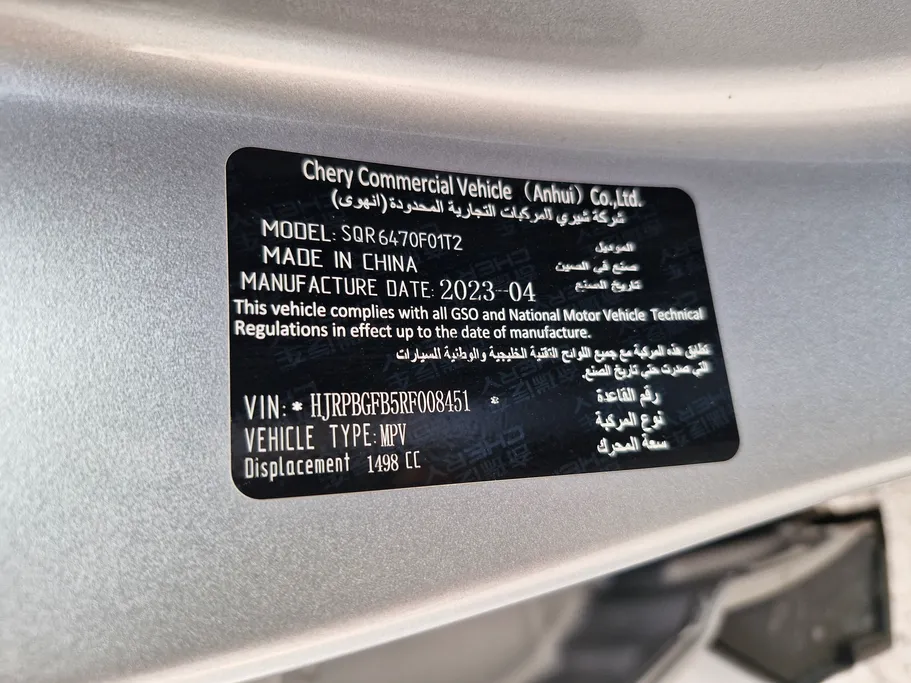 Chery Commercial Vehicle (Anhui) Co.,Ltd.
شركة شيري المركبات التجارية المحدودة (انهوى)
MODEL: SQR6470F01T2 الموديل
MADE IN CHINA صنع في الصين
MANUFACTURE DATE: 2023-04 تاريخ الصنع
This vehicle complies with all GSO and National Motor Vehicle Technical
Regulations in effect up to the date of manufacture.
تطابق هذه المركبة مع جميع اللوائح التقنية الخليجية والوطنية السيارات
التي صدرت حتى تاريخ الصنع.
VIN: * HJRPBGFB5RF008451 * رقم القاعدة
VEHICLE TYPE: MPV نوع المركبة
Displacement 1498 CC سعة المحرك